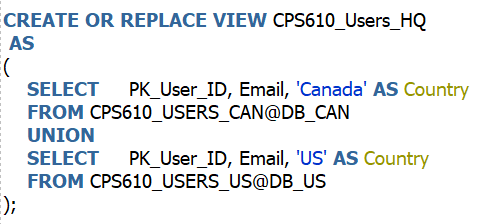 CREATE OR REPLACE VIEW CPS610_Users_HQ
AS
(
SELECT PK_User_ID, Email, 'Canada' AS Country
FROM CPS610_USERS_CAN@DB_CAN
UNION
SELECT PK_User_ID, Email, 'US' AS Country
FROM CPS610_USERS_US@DB_US
);